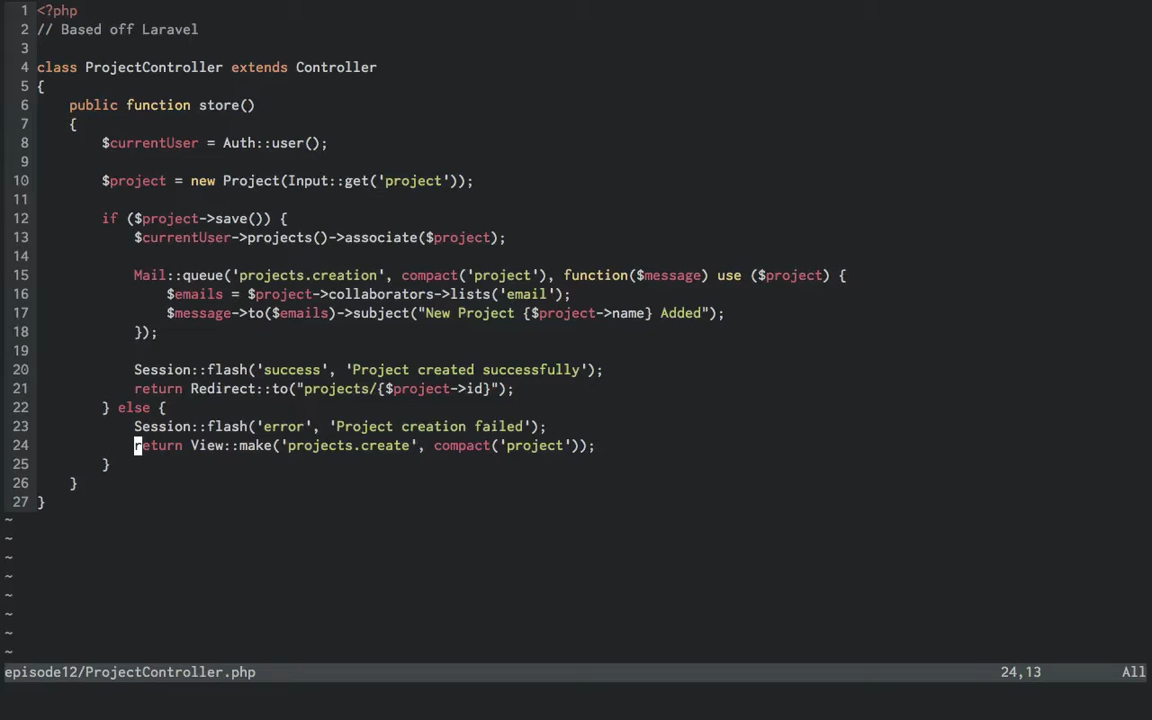 1 <?php
2 // Based off Laravel
3
4 class ProjectController extends Controller
5 {
6     public function store()
7     {
8         $currentUser = Auth::user();
9
10         $project = new Project(Input::get('project'));
11
12         if ($project->save()) {
13             $currentUser->projects()->associate($project);
14
15             Mail::queue('projects.creation', compact('project'), function($message) use ($project) {
16                 $emails = $project->collaborators->lists('email');
17                 $message->to($emails)->subject("New Project {$project->name} Added");
18             });
19
20             Session::flash('success', 'Project created successfully');
21             return Redirect::to("projects/{$project->id}");
22         } else {
23             Session::flash('error', 'Project creation failed');
24             return View::make('projects.create', compact('project'));
25         }
26     }
27 }
~
~
~
~
~
~
~
~
episode12/ProjectController.php 24,13 All